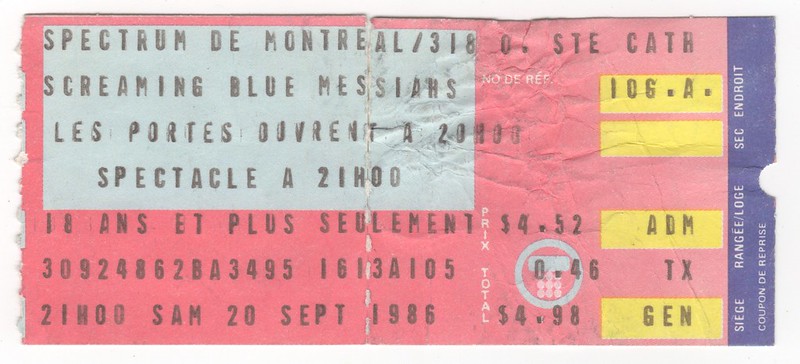 SPECTRUM DE MONTREAL/318 O. STE CATH
SCREAMING BLUE MESSIAHS
NO DE RÉF.
106.A.
LES PORTES OUVRENT A 20H00
SPECTACLE A 21H00
18 ANS ET PLUS SEULEMENT $4.52 ADM
30924862BA3495 1613A105 0.46 TX
21H00 SAM 20 SEPT 1986 $4.98 GEN
PRIX TOTAL
SIEGE RANGÉE/LOGE SEC ENDROIT
COUPON DE REPRISE